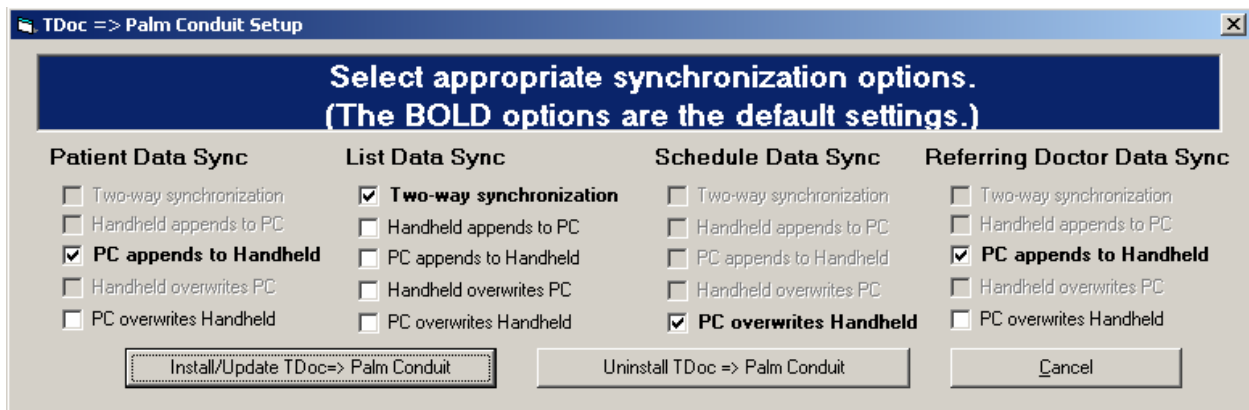 TDoc => Palm Conduit Setup
Select appropriate synchronization options.
(The BOLD options are the default settings.)
Patient Data Sync
Two-way synchronization
Handheld appends to PC
PC appends to Handheld
Handheld overwrites PC
PC overwrites Handheld
List Data Sync
Two-way synchronization
Handheld appends to PC
PC appends to Handheld
Handheld overwrites PC
PC overwrites Handheld
Schedule Data Sync
Two-way synchronization
Handheld appends to PC
PC appends to Handheld
Handheld overwrites PC
PC overwrites Handheld
Referring Doctor Data Sync
Two-way synchronization
Handheld appends to PC
PC appends to Handheld
Handheld overwrites PC
PC overwrites Handheld
Install/Update TDoc=> Palm Conduit
Uninstall TDoc => Palm Conduit
Cancel